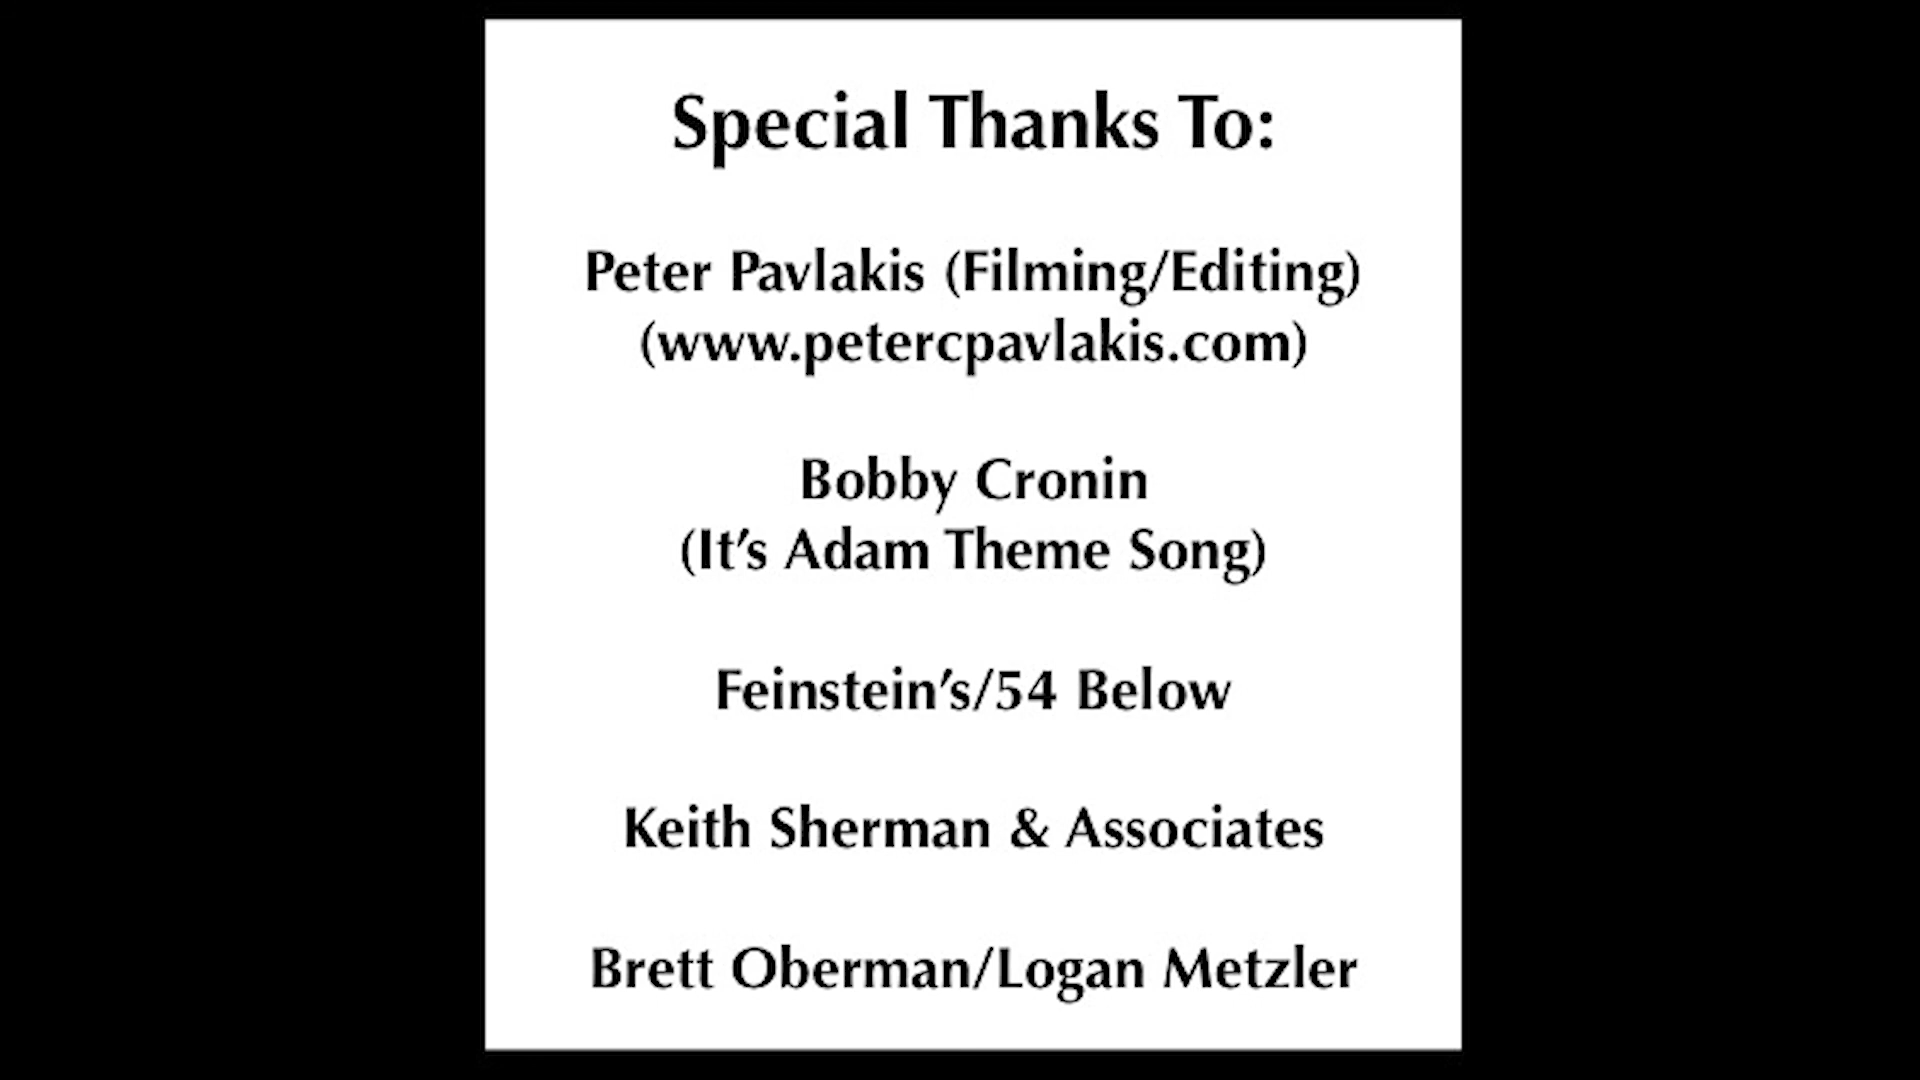 Special Thanks To:
Peter Pavlakis (Filming/Editing)
(www.petercpavlakis.com)
Bobby Cronin
(It’s Adam Theme Song)
Feinstein’s/54 Below
Keith Sherman & Associates
Brett Oberman/Logan Metzler